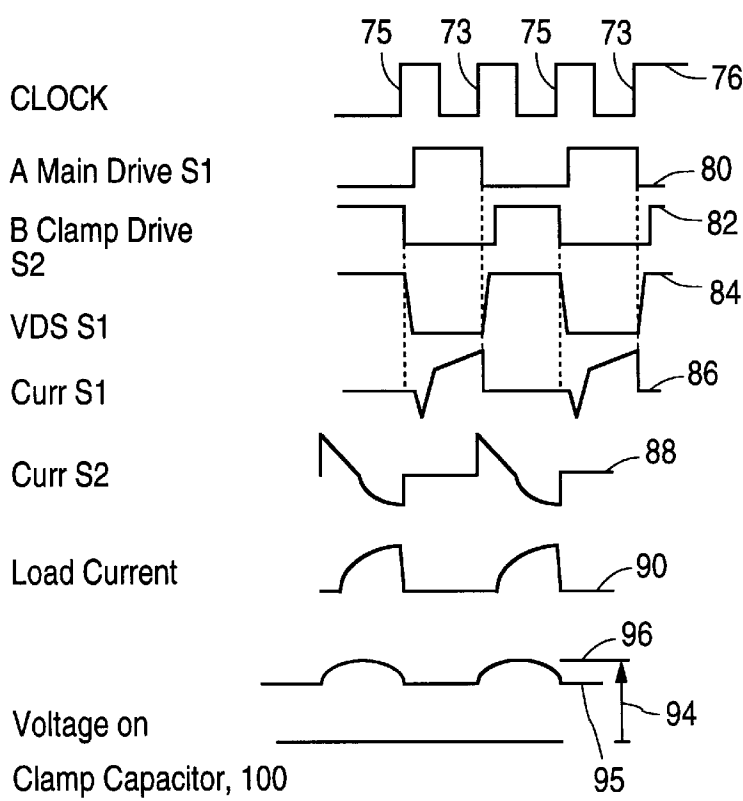 75 73 75 73
CLOCK 76
A Main Drive S1 80
B Clamp Drive 82
S2
84
VDS S1
Curr S1 86
Curr S2 88
Load Current 90
96
Voltage on 94
Clamp Capacitor, 100 95